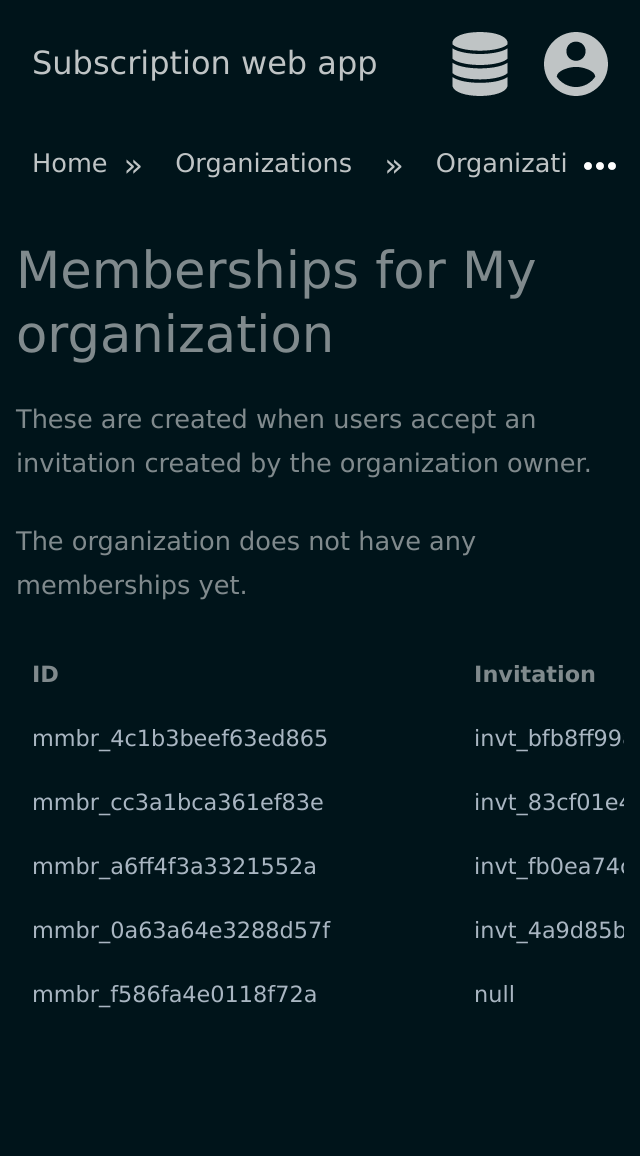 Subscription web app
Home » Organizations » Organizati •••
Memberships for My
organization
These are created when users accept an
invitation created by the organization owner.
The organization does not have any
memberships yet.
ID Invitation
mmbr_4c1b3beef63ed865 invt_bfb8ff99
mmbr_cc3a1bca361ef83e invt_83cf01e4
mmbr_a6ff4f3a3321552a invt_fb0ea74
mmbr_0a63a64e3288d57f invt_4a9d85b
mmbr_f586fa4e0118f72a null